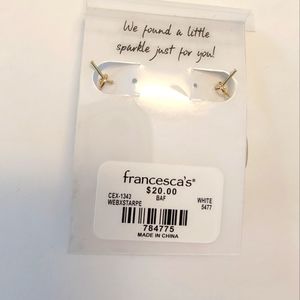 We found a little
sparkle just for you!
francesca's®
$20.00
CEX-1343 BAF WHITE
WEBXSTARPE 5477
784775
MADE IN CHINA